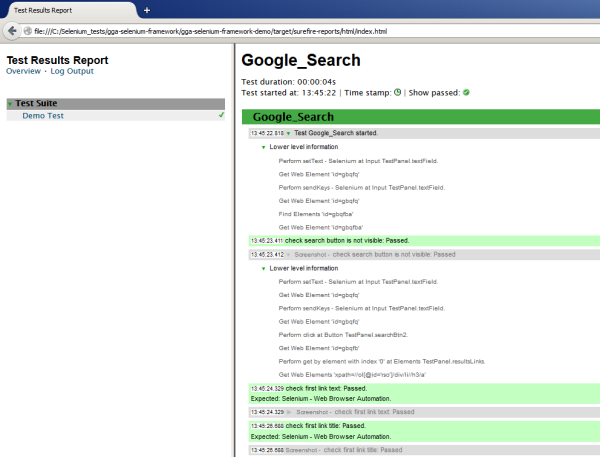 Test Results Report
+
file:///C:/Selenium_tests/gga-selenium-framework/gga-selenium-framework-demo/target/surefire-reports/html/index.html
Test Results Report
Overview · Log Output
Test Suite
Demo Test
Google_Search
Test duration: 00:00:04s
Test started at: 13:45:22 | Time stamp: | Show passed:
Google_Search
13:45:22.818 Test Google_Search started.
Lower level information
Perform setText - Selenium at Input TestPanel.textField.
Get Web Element 'id=gbqfq'
Perform sendKeys - Selenium at Input TestPanel.textField.
Get Web Element 'id=gbqfq'
Find Elements 'id=gbqfba'
Get Web Element 'id=gbqfba'
13:45:23.411 check search button is not visible: Passed.
13:45:23.412 Screenshot - check search button is not visible: Passed
Lower level information
Perform setText - Selenium at Input TestPanel.textField.
Get Web Element 'id=gbqfq'
Perform sendKeys - Selenium at Input TestPanel.textField.
Get Web Element 'id=gbqfq'
Perform click at Button TestPanel.searchBtn2.
Get Web Element 'id=gbqfb'
Perform get by element with index '0' at Elements TestPanel.resultsLinks.
Get Web Elements 'xpath=//ol[@id='rso']/div/li//h3/a'
13:45:24.329 check first link text: Passed.
Expected: Selenium - Web Browser Automation.
13:45:24.329 Screenshot - check first link text: Passed
13:45:26.688 check first link title: Passed.
Expected: Selenium - Web Browser Automation.
13:45:26.688 Screenshot - check first link title: Passed